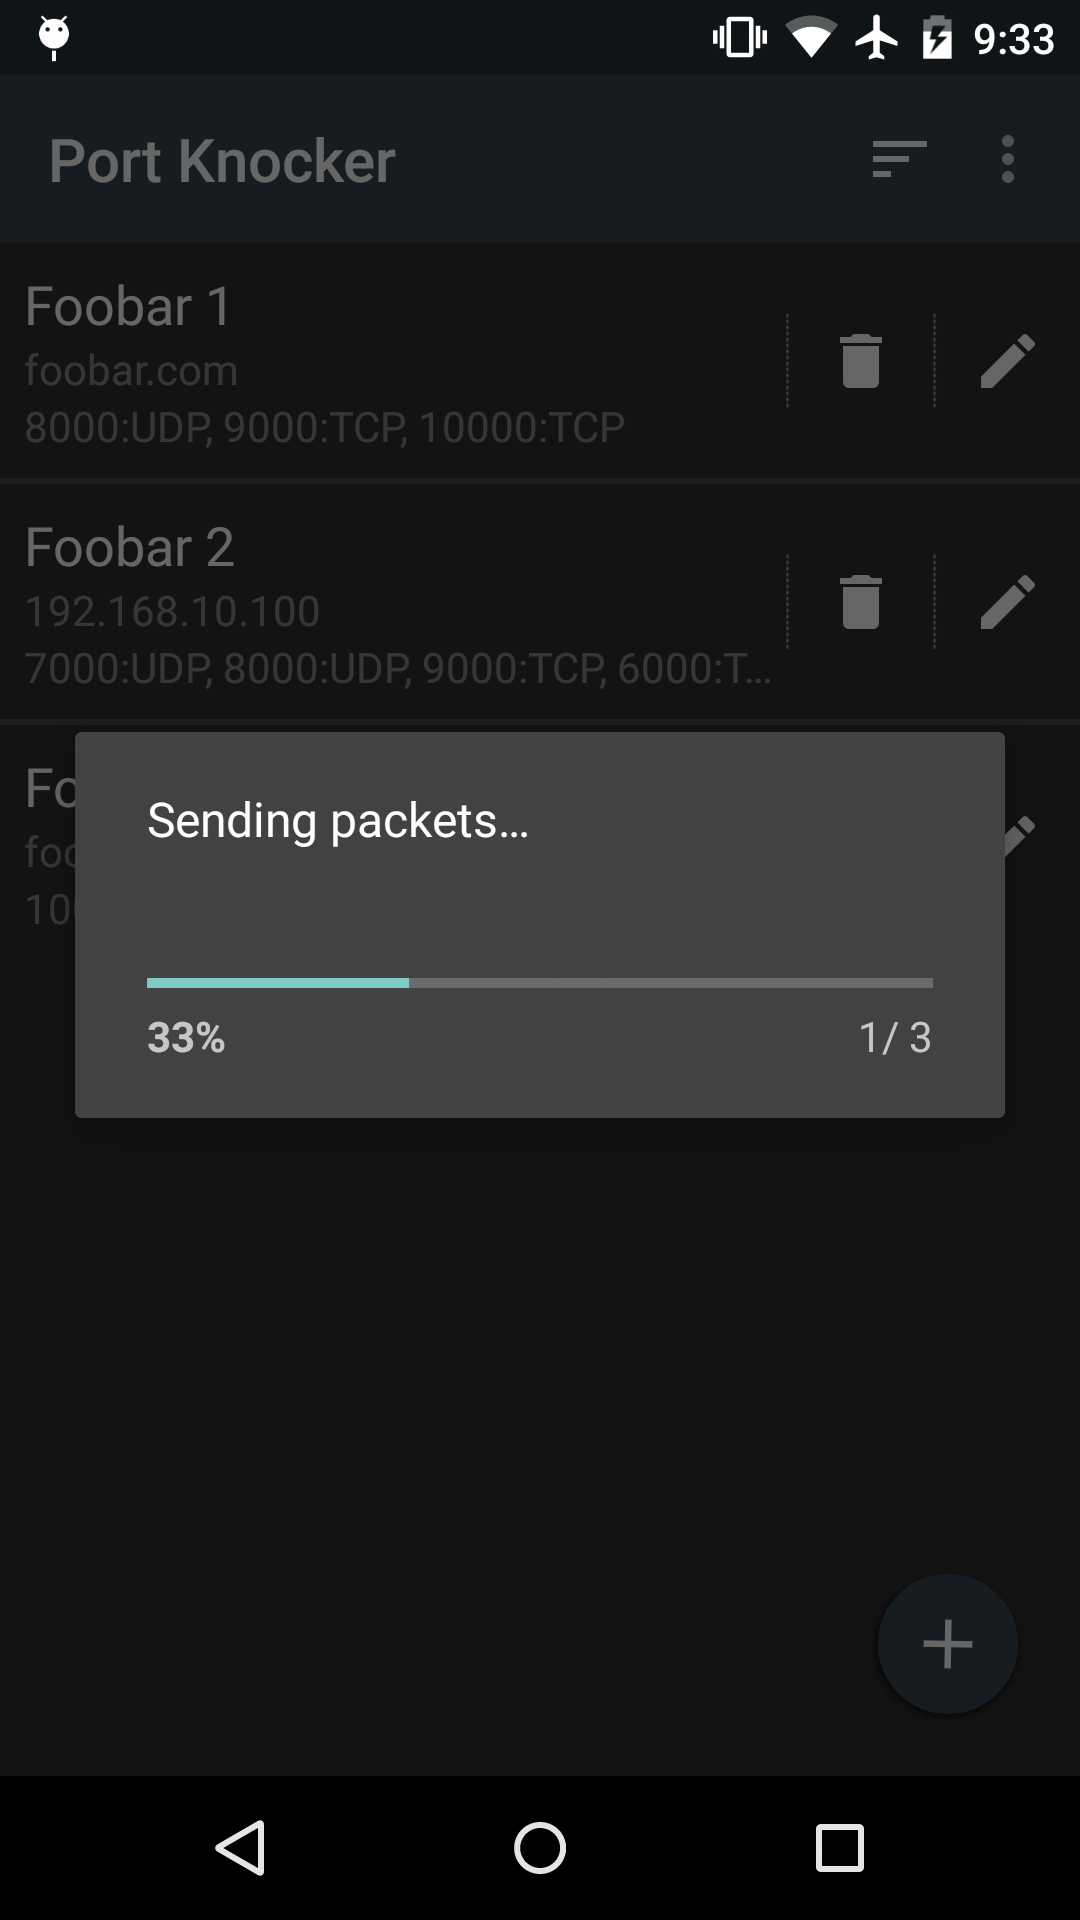 9:33
Port Knocker
Foobar 1
foobar.com
8000:UDP, 9000:TCP, 10000:TCP
Foobar 2
192.168.10.100
7000:UDP, 8000:UDP, 9000:TCP, 6000:T...
Fo
foo
100
Sending packets...
33%
1/ 3